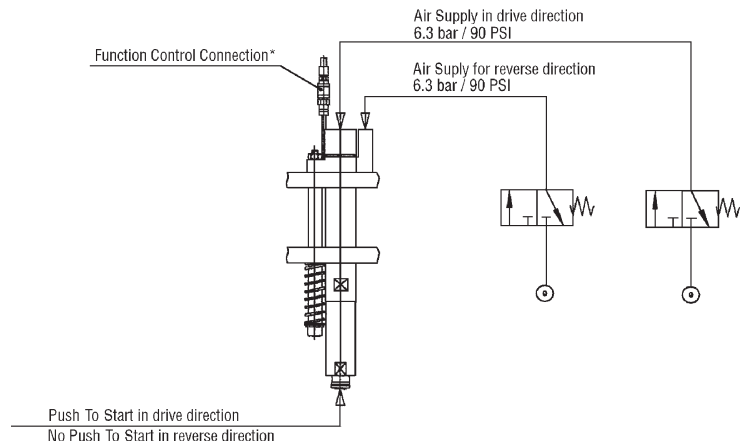 Air Supply in drive direction
6.3 bar / 90 PSI
Function Control Connection*
Air Suply for reverse direction
6.3 bar / 90 PSI
Push To Start in drive direction
No Push To Start in reverse direction